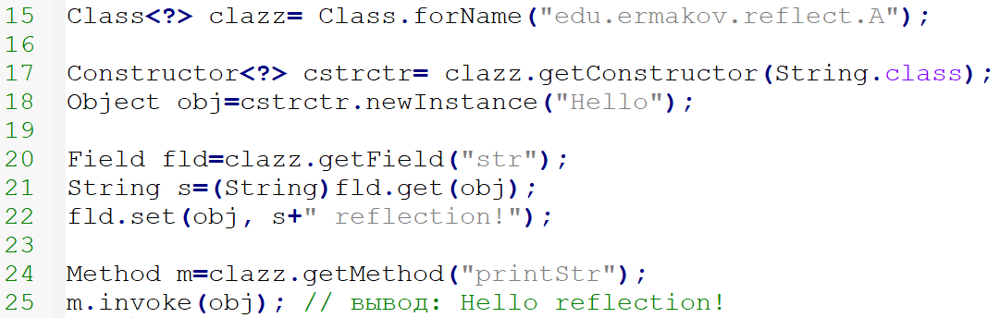 15 Class<?> clazz= Class.forName("edu.ermakov.reflect.A");
16
17 Constructor<?> cstrctr= clazz.getConstructor(String.class);
18 Object obj=cstrctr.newInstance("Hello");
19
20 Field fld=clazz.getField("str");
21 String s=(String)fld.get(obj);
22 fld.set(obj, s+" reflection!");
23
24 Method m=clazz.getMethod("printStr");
25 m.invoke(obj); // вывод: Hello reflection!